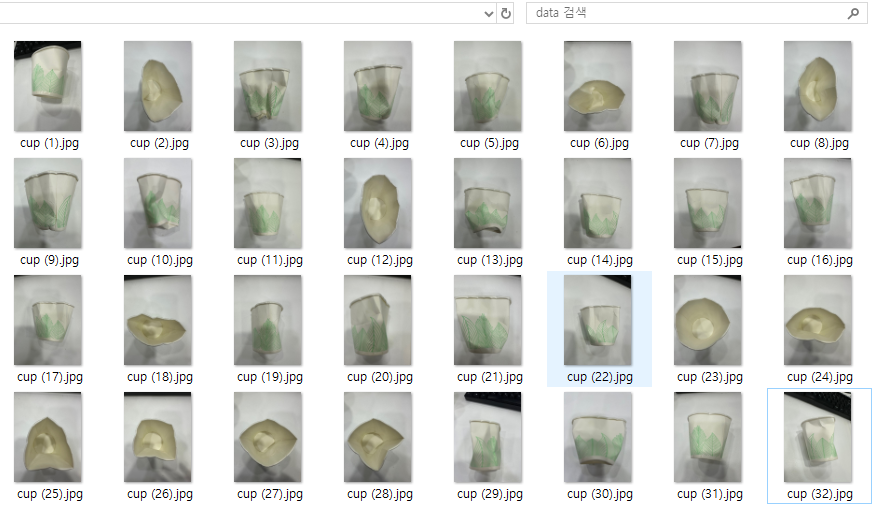 data 검색
cup (1).jpg
cup (2).jpg
cup (3).jpg
cup (4).jpg
cup (5).jpg
cup (6).jpg
cup (7).jpg
cup (8).jpg
cup (9).jpg
cup (10).jpg
cup (11).jpg
cup (12).jpg
cup (13).jpg
cup (14).jpg
cup (15).jpg
cup (16).jpg
cup (17).jpg
cup (18).jpg
cup (19).jpg
cup (20).jpg
cup (21).jpg
cup (22).jpg
cup (23).jpg
cup (24).jpg
cup (25).jpg
cup (26).jpg
cup (27).jpg
cup (28).jpg
cup (29).jpg
cup (30).jpg
cup (31).jpg
cup (32).jpg